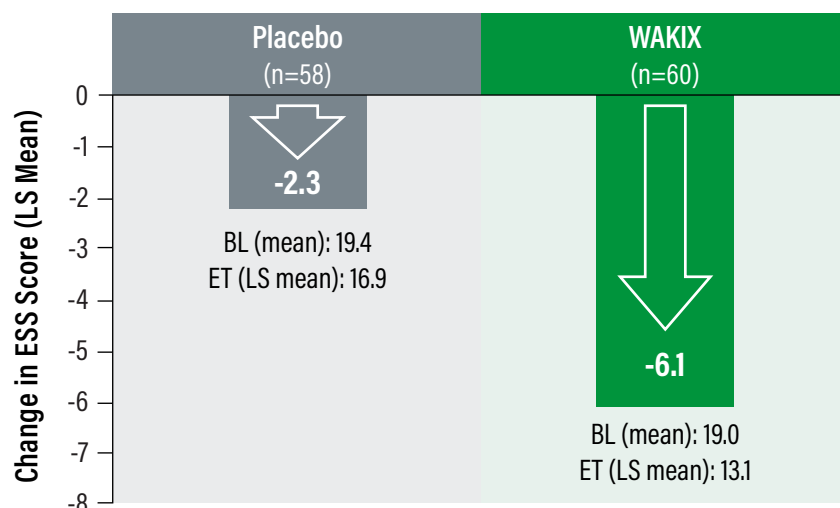 Placebo
(n=58)
WAKIX
(n=60)
Change in ESS Score (LS Mean)
0
-1
-2
-3
-4
-5
-6
-7
-8
-2.3
BL (mean): 19.4
ET (LS mean): 16.9
-6.1
BL (mean): 19.0
ET (LS mean): 13.1